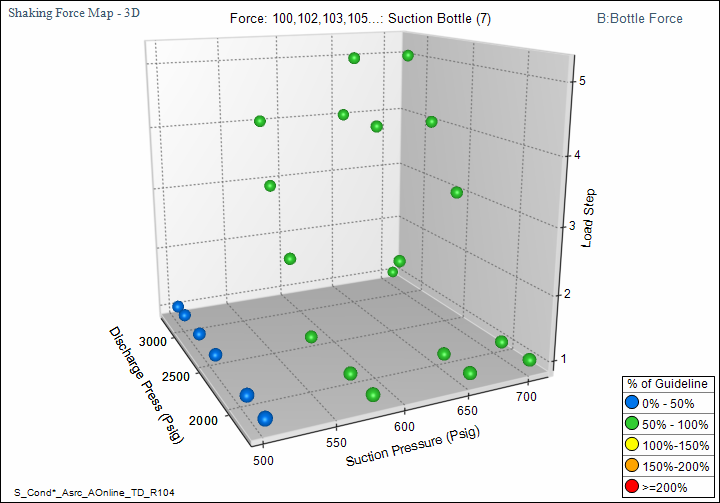 Shaking Force Map - 3D
Force: 100,102,103,105...: Suction Bottle (7)
B:Bottle Force
5
4
3
2
1
Load Step
3000
2500
2000
Discharge Press (Psig)
500
550
600
650
700
Suction Pressure (Psig)
% of Guideline
0% - 50%
50% - 100%
100%-150%
150%-200%
>=200%
S_Cond*_Asrc_AOnline_TD_R104